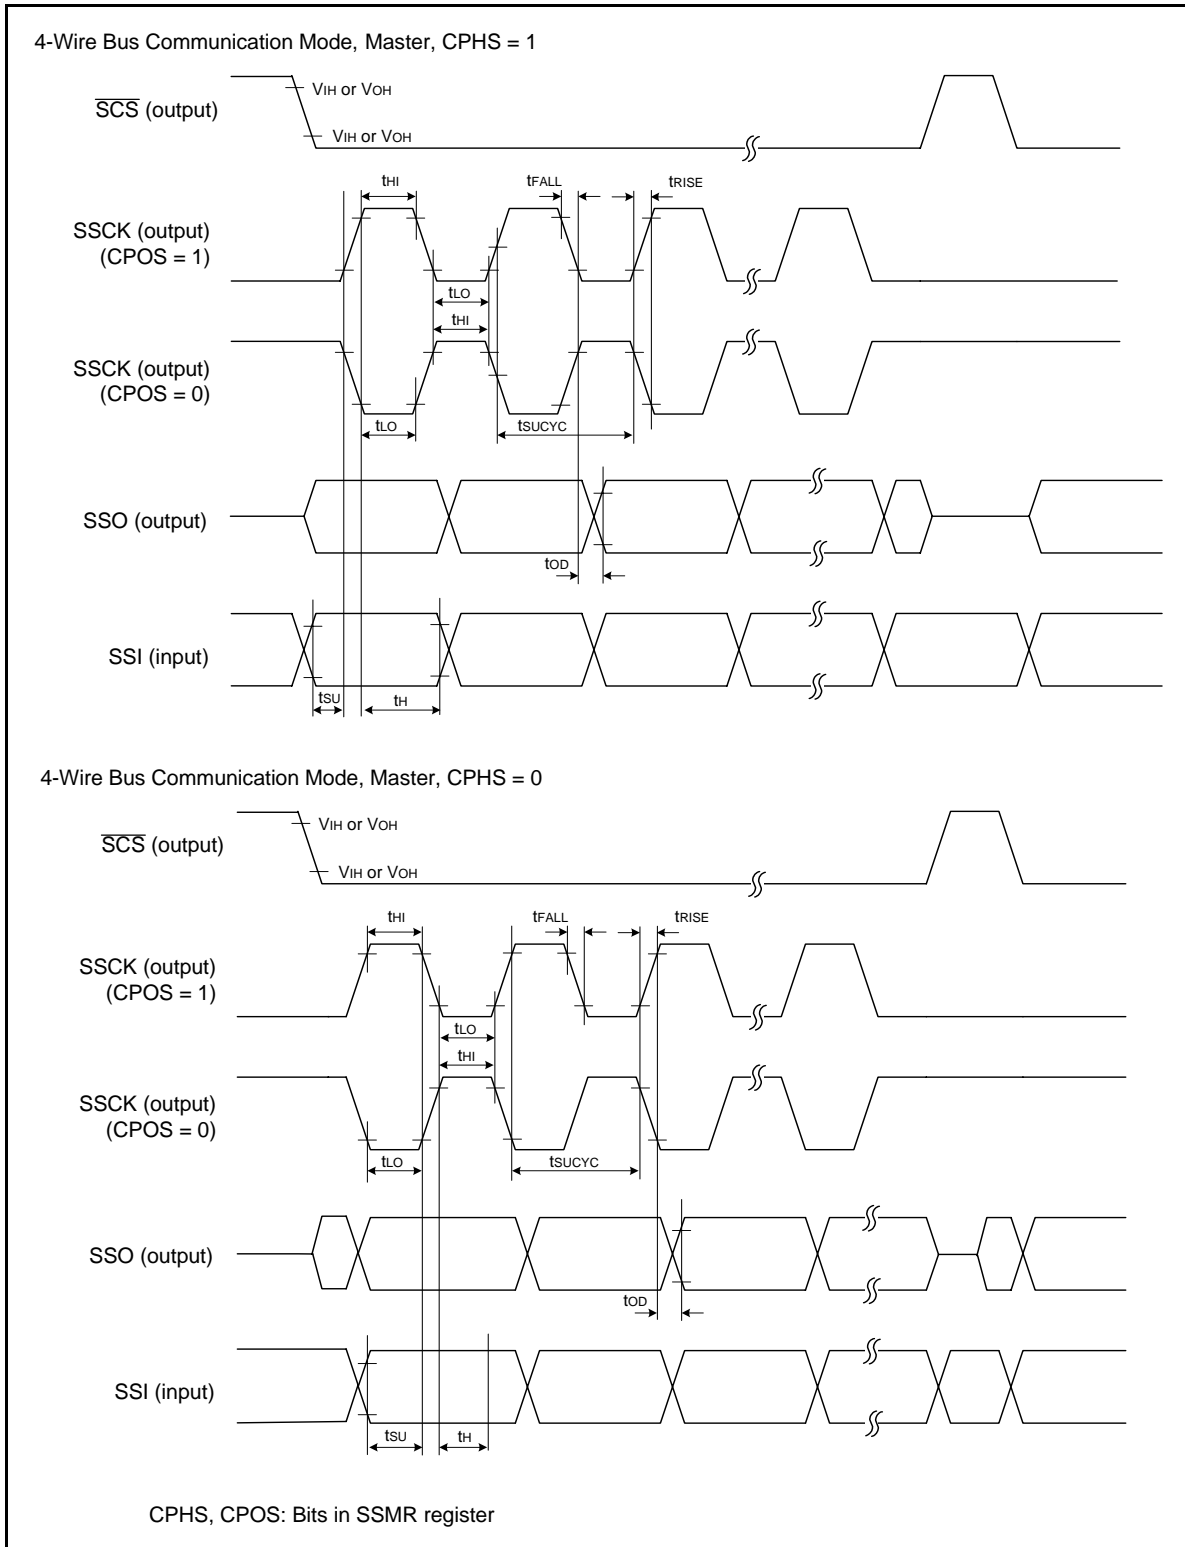 4-Wire Bus Communication Mode, Master, CPHS = 1
VIH or VOH
SCS (output)
VIH or VOH
tHI
tFALL
tRISE
SSCK (output)
(CPOS = 1)
tLO
tHI
SSCK (output)
(CPOS = 0)
tLO
tSUCYC
SSO (output)
tOD
SSI (input)
tSU
tH
4-Wire Bus Communication Mode, Master, CPHS = 0
VIH or VOH
SCS (output)
VIH or VOH
tHI
tFALL
tRISE
SSCK (output)
(CPOS = 1)
tLO
tHI
SSCK (output)
(CPOS = 0)
tLO
tSUCYC
SSO (output)
tOD
SSI (input)
tSU
tH
CPHS, CPOS: Bits in SSMR register